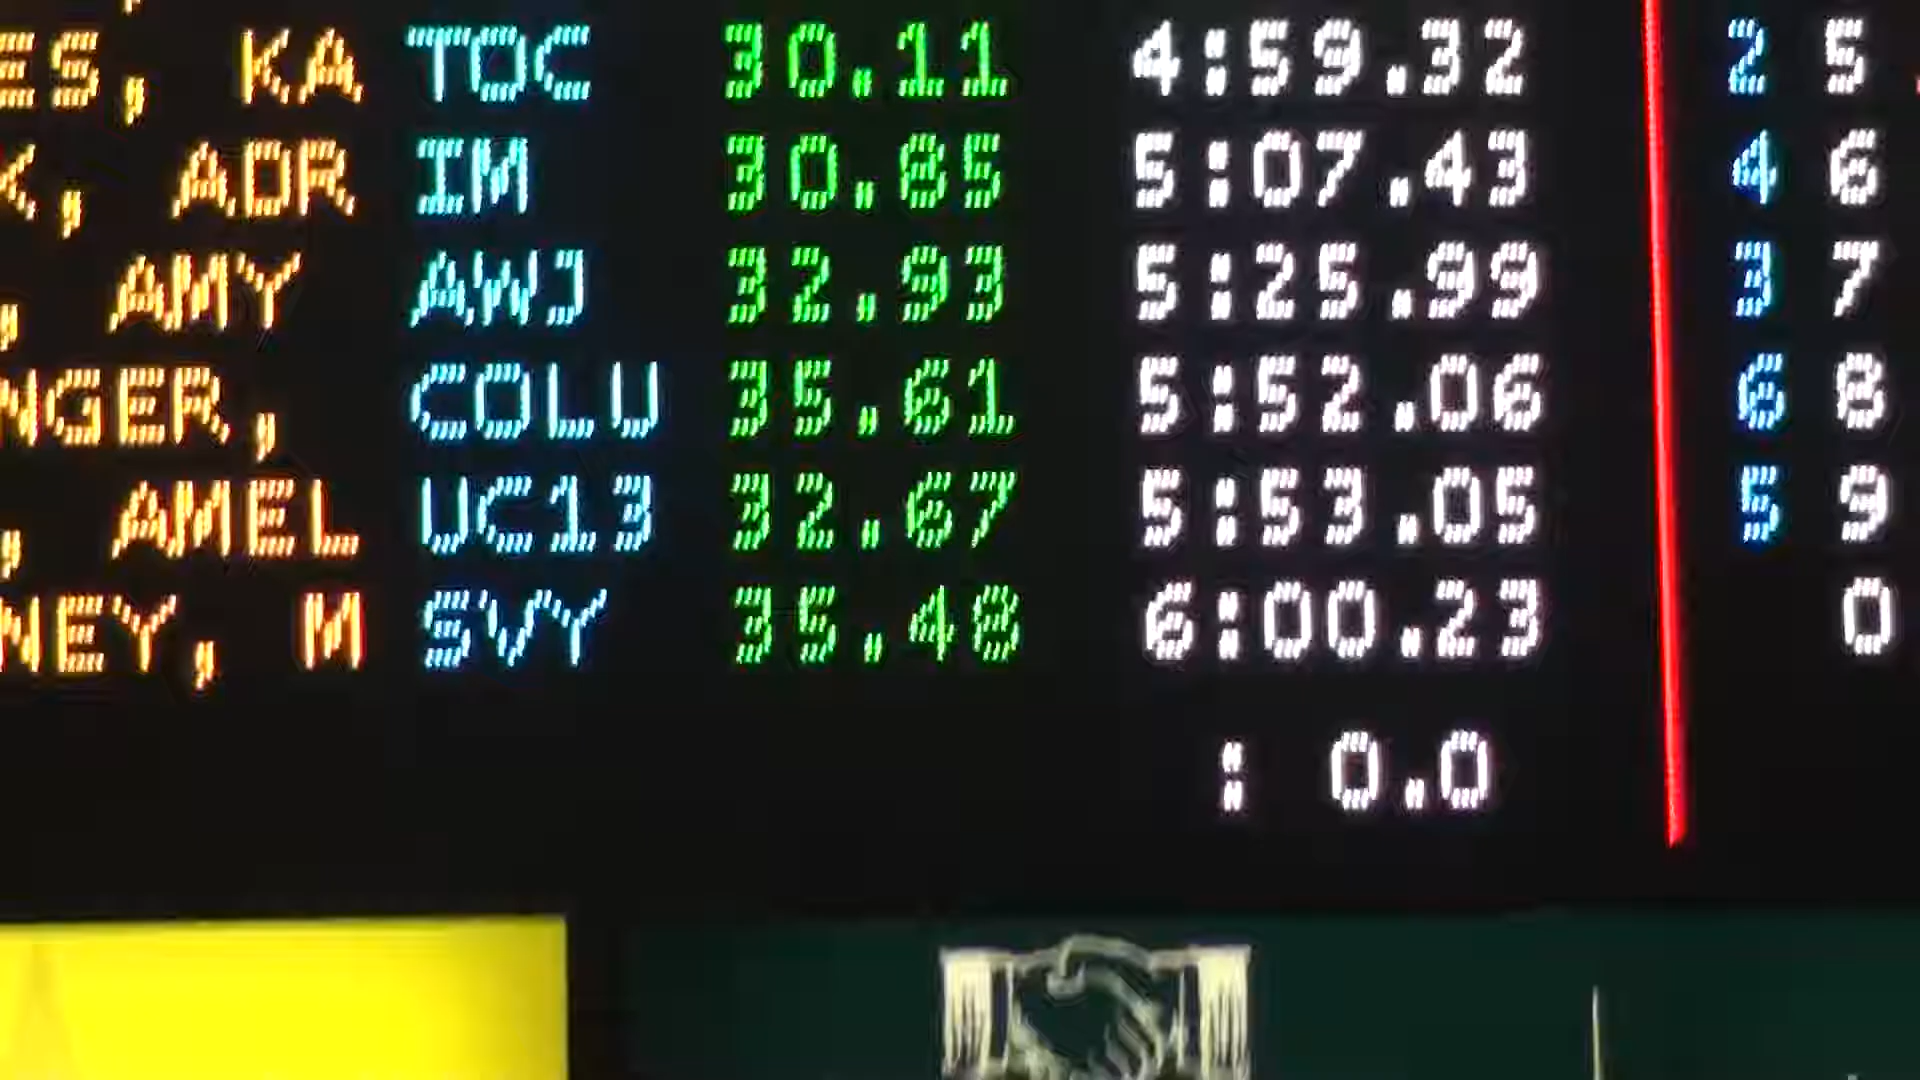 ES, KA TOC 30.11 4:59.32 2 5
K, ADR IM 30.85 5:07.43 4 6
, AMY AWJ 32.93 5:25.99 3 7
NGER, COLU 35.61 5:52.06 6 8
, AMEL UC13 32.67 5:53.05 5 9
NEY, M SVY 35.48 6:00.23 0
: 0.0